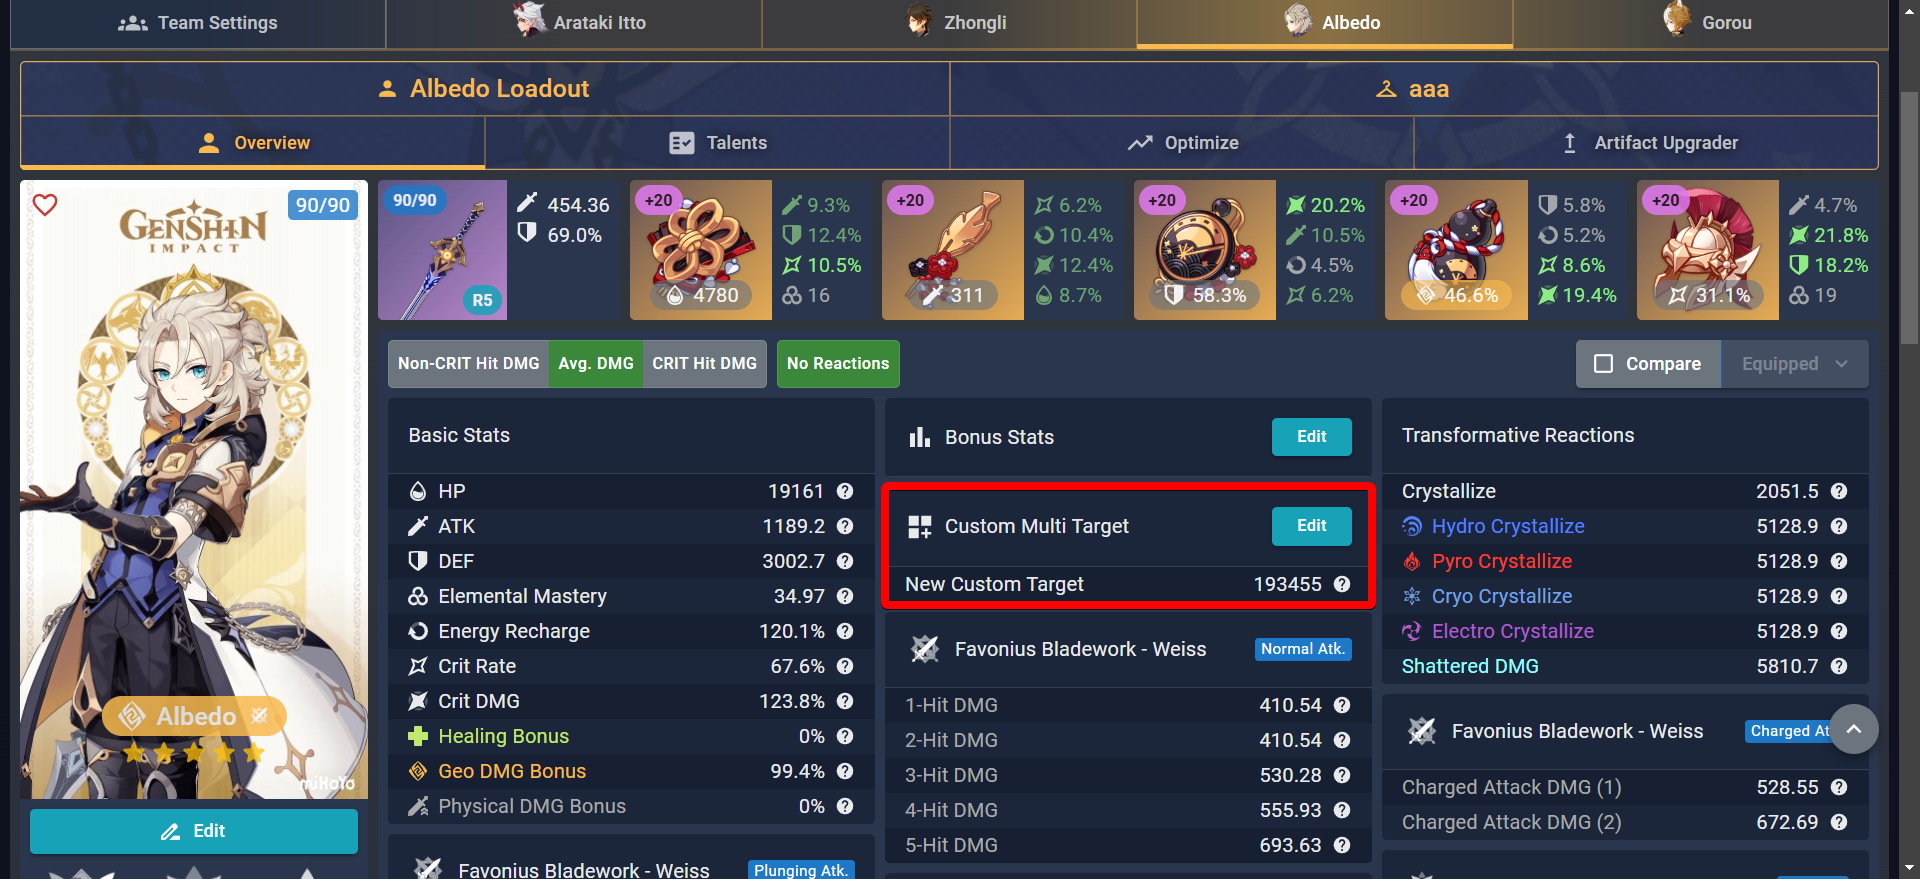 Team Settings
Arataki Itto
Zhongli
Albedo
Gorou
Albedo Loadout
aaa
Overview
Talents
Optimize
Artifact Upgrader
90/90
GENSHIN
IMPACT
Albedo
miHoYo
Edit
90/90
R5
454.36
69.0%
+20
4780
9.3%
12.4%
10.5%
16
+20
311
6.2%
10.4%
12.4%
8.7%
+20
58.3%
20.2%
10.5%
4.5%
6.2%
+20
46.6%
5.8%
5.2%
8.6%
19.4%
+20
31.1%
4.7%
21.8%
18.2%
19
Non-CRIT Hit DMG
Avg. DMG
CRIT Hit DMG
No Reactions
Compare
Equipped
Basic Stats
HP 19161
ATK 1189.2
DEF 3002.7
Elemental Mastery 34.97
Energy Recharge 120.1%
Crit Rate 67.6%
Crit DMG 123.8%
Healing Bonus 0%
Geo DMG Bonus 99.4%
Physical DMG Bonus 0%
Favonius Bladework - Weiss Plunging Atk.
Bonus Stats Edit
Custom Multi Target Edit
New Custom Target 193455
Favonius Bladework - Weiss Normal Atk.
1-Hit DMG 410.54
2-Hit DMG 410.54
3-Hit DMG 530.28
4-Hit DMG 555.93
5-Hit DMG 693.63
Transformative Reactions
Crystallize 2051.5
Hydro Crystallize 5128.9
Pyro Crystallize 5128.9
Cryo Crystallize 5128.9
Electro Crystallize 5128.9
Shattered DMG 5810.7
Favonius Bladework - Weiss Charged At
Charged Attack DMG (1) 528.55
Charged Attack DMG (2) 672.69